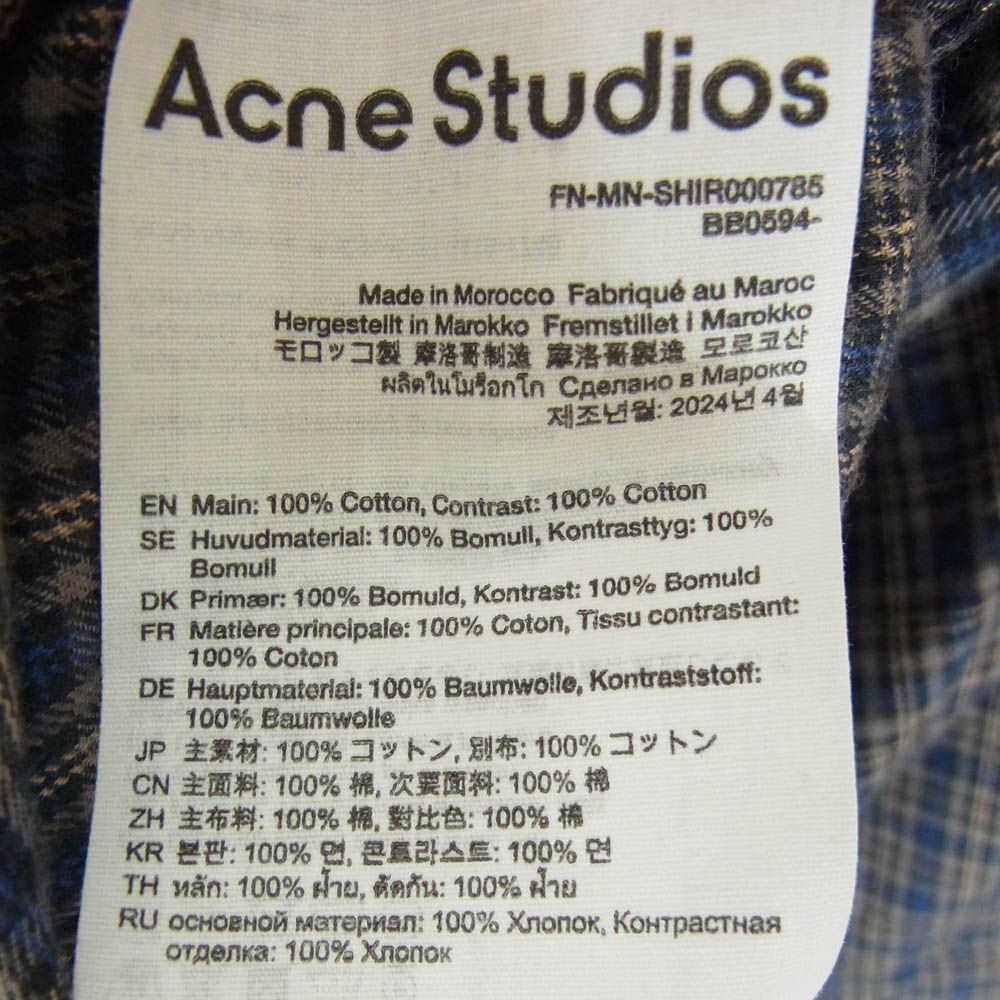 Acne Studios
FN-MN-SHIR000785
BB0594-
Made in Morocco Fabriqué au Maroc
Hergestellt in Marokko Fremstillet i Marokko
モロッコ製 摩洛哥制造 摩洛哥製造 모로코산
ผลิตในโมร็อกโก Сделано в Марокко
제조년월: 2024년 4월
EN Main: 100% Cotton, Contrast: 100% Cotton
SE Huvudmaterial: 100% Bomull, Kontrasttyg: 100%
Bomull
DK Primær: 100% Bomuld, Kontrast: 100% Bomuld
FR Matière principale: 100% Coton, Tissu contrastant:
100% Coton
DE Hauptmaterial: 100% Baumwolle, Kontraststoff:
100% Baumwolle
JP 主素材: 100% コットン, 別布: 100% コットン
CN 主面料: 100% 棉, 次要面料: 100% 棉
ZH 主布料: 100% 棉, 對比色: 100% 棉
KR 본판: 100% 면, 콘트라스트: 100% 면
TH หลัก: 100% ฝ้าย, ตัดกัน: 100% ฝ้าย
RU основной материал: 100% Хлопок, Контрастная
отделка: 100% Хлопок